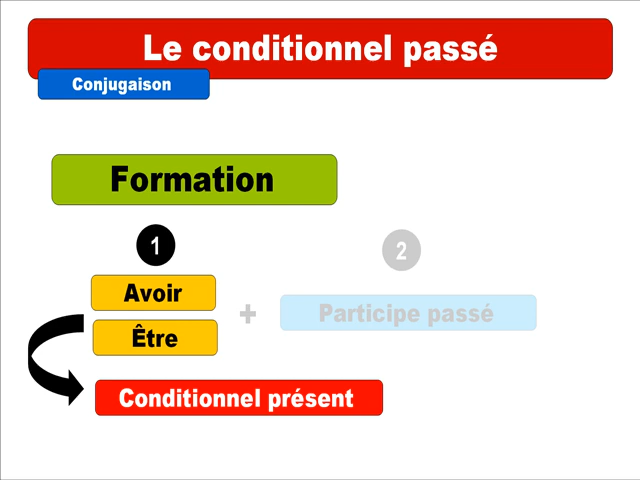 Le conditionnel passé
Conjugaison
Formation
1
2
Avoir
Être
+
Participe passé
Conditionnel présent